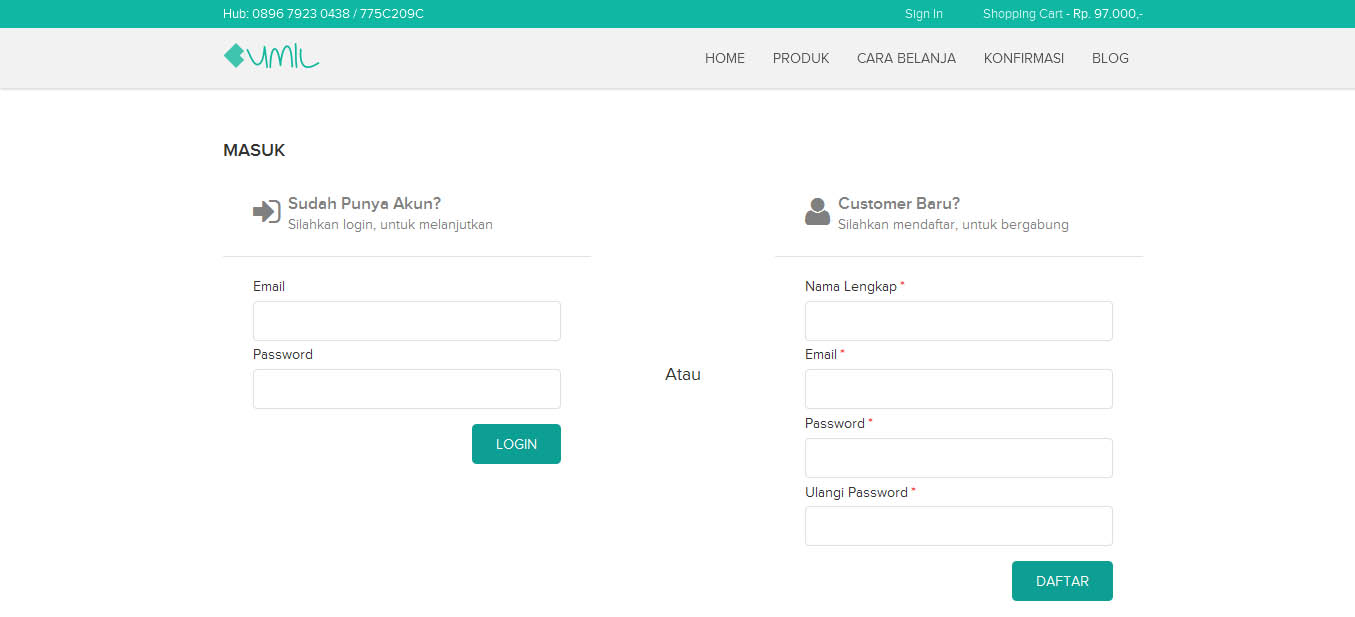 Hub: 0896 7923 0438 / 775C209C
Sign In
Shopping Cart - Rp. 97.000,-
UMIL
HOME
PRODUK
CARA BELANJA
KONFIRMASI
BLOG
MASUK
Sudah Punya Akun?
Silahkan login, untuk melanjutkan
Email
Password
LOGIN
Atau
Customer Baru?
Silahkan mendaftar, untuk bergabung
Nama Lengkap *
Email *
Password *
Ulangi Password *
DAFTAR